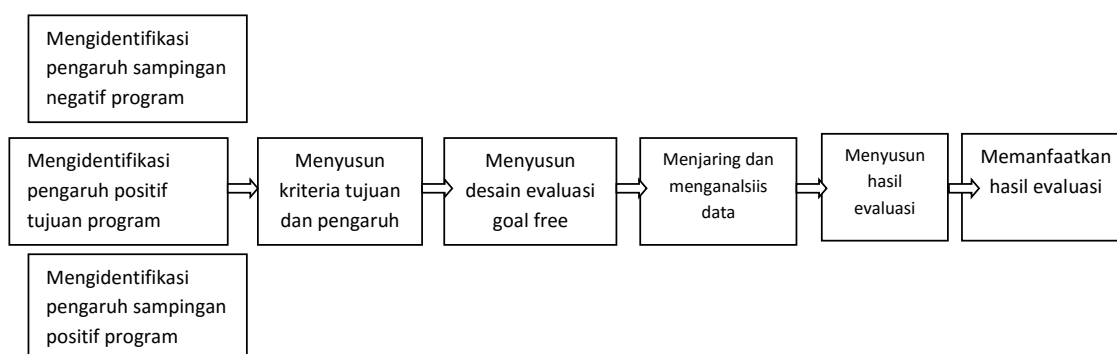 Mengidentifikasi
pengaruh sampingan
negatif program
Mengidentifikasi
pengaruh positif
tujuan program
Menyusun
kriteria tujuan
dan pengaruh
Menyusun
desain evaluasi
goal free
Menjaring dan
menganalsiis
data
Menyusun
hasil
evaluasi
Memanfaatkan
hasil evaluasi
Mengidentifikasi
pengaruh sampingan
positif program